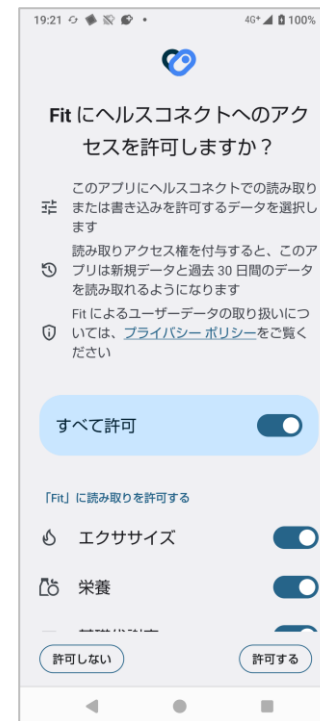 19:21
4G+ 100%
Fit にヘルスコネクトへのアク
セスを許可しますか？
このアプリにヘルスコネクトでの読み取り
または書き込みを許可するデータを選択し
ます
読み取りアクセス権を付与すると、このア
プリは新規データと過去 30 日間のデータ
を読み取れるようになります
Fit によるユーザーデータの取り扱いにつ
いては、プライバシー ポリシーをご覧く
ださい
すべて許可
「Fit」に読み取りを許可する
エクササイズ
栄養
許可しない
許可する